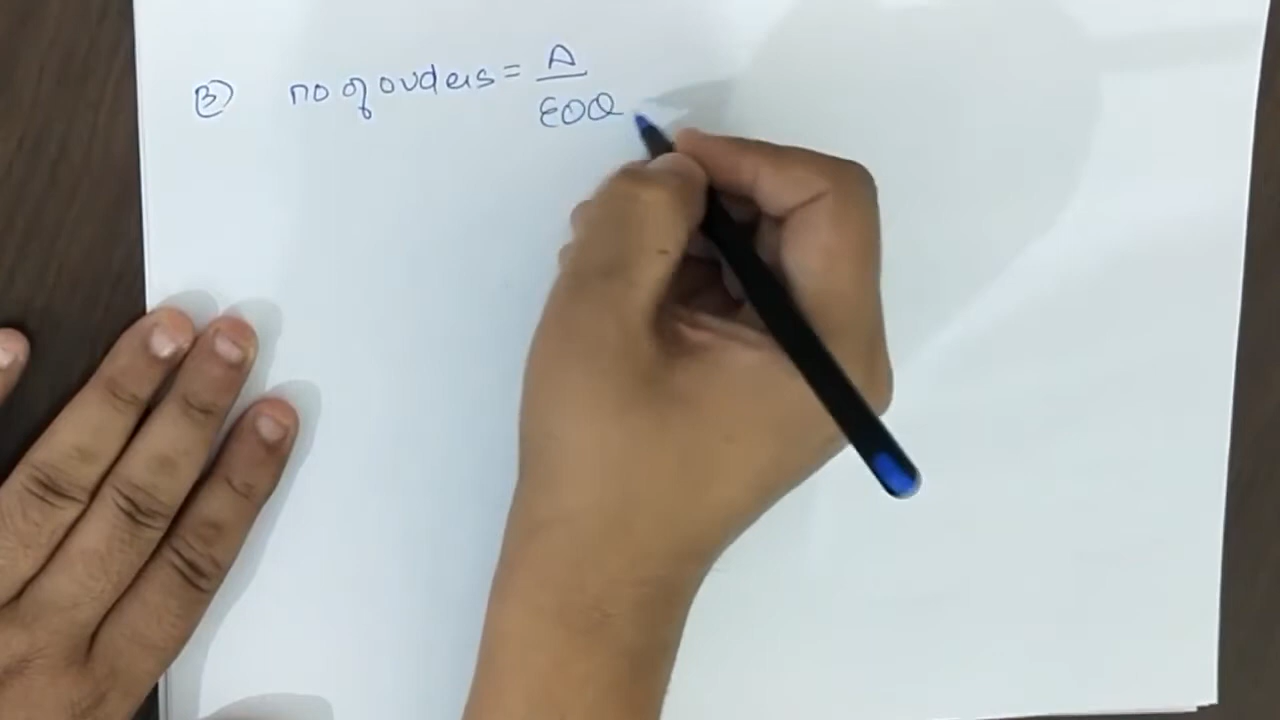 3) no of orders = A
EOQ